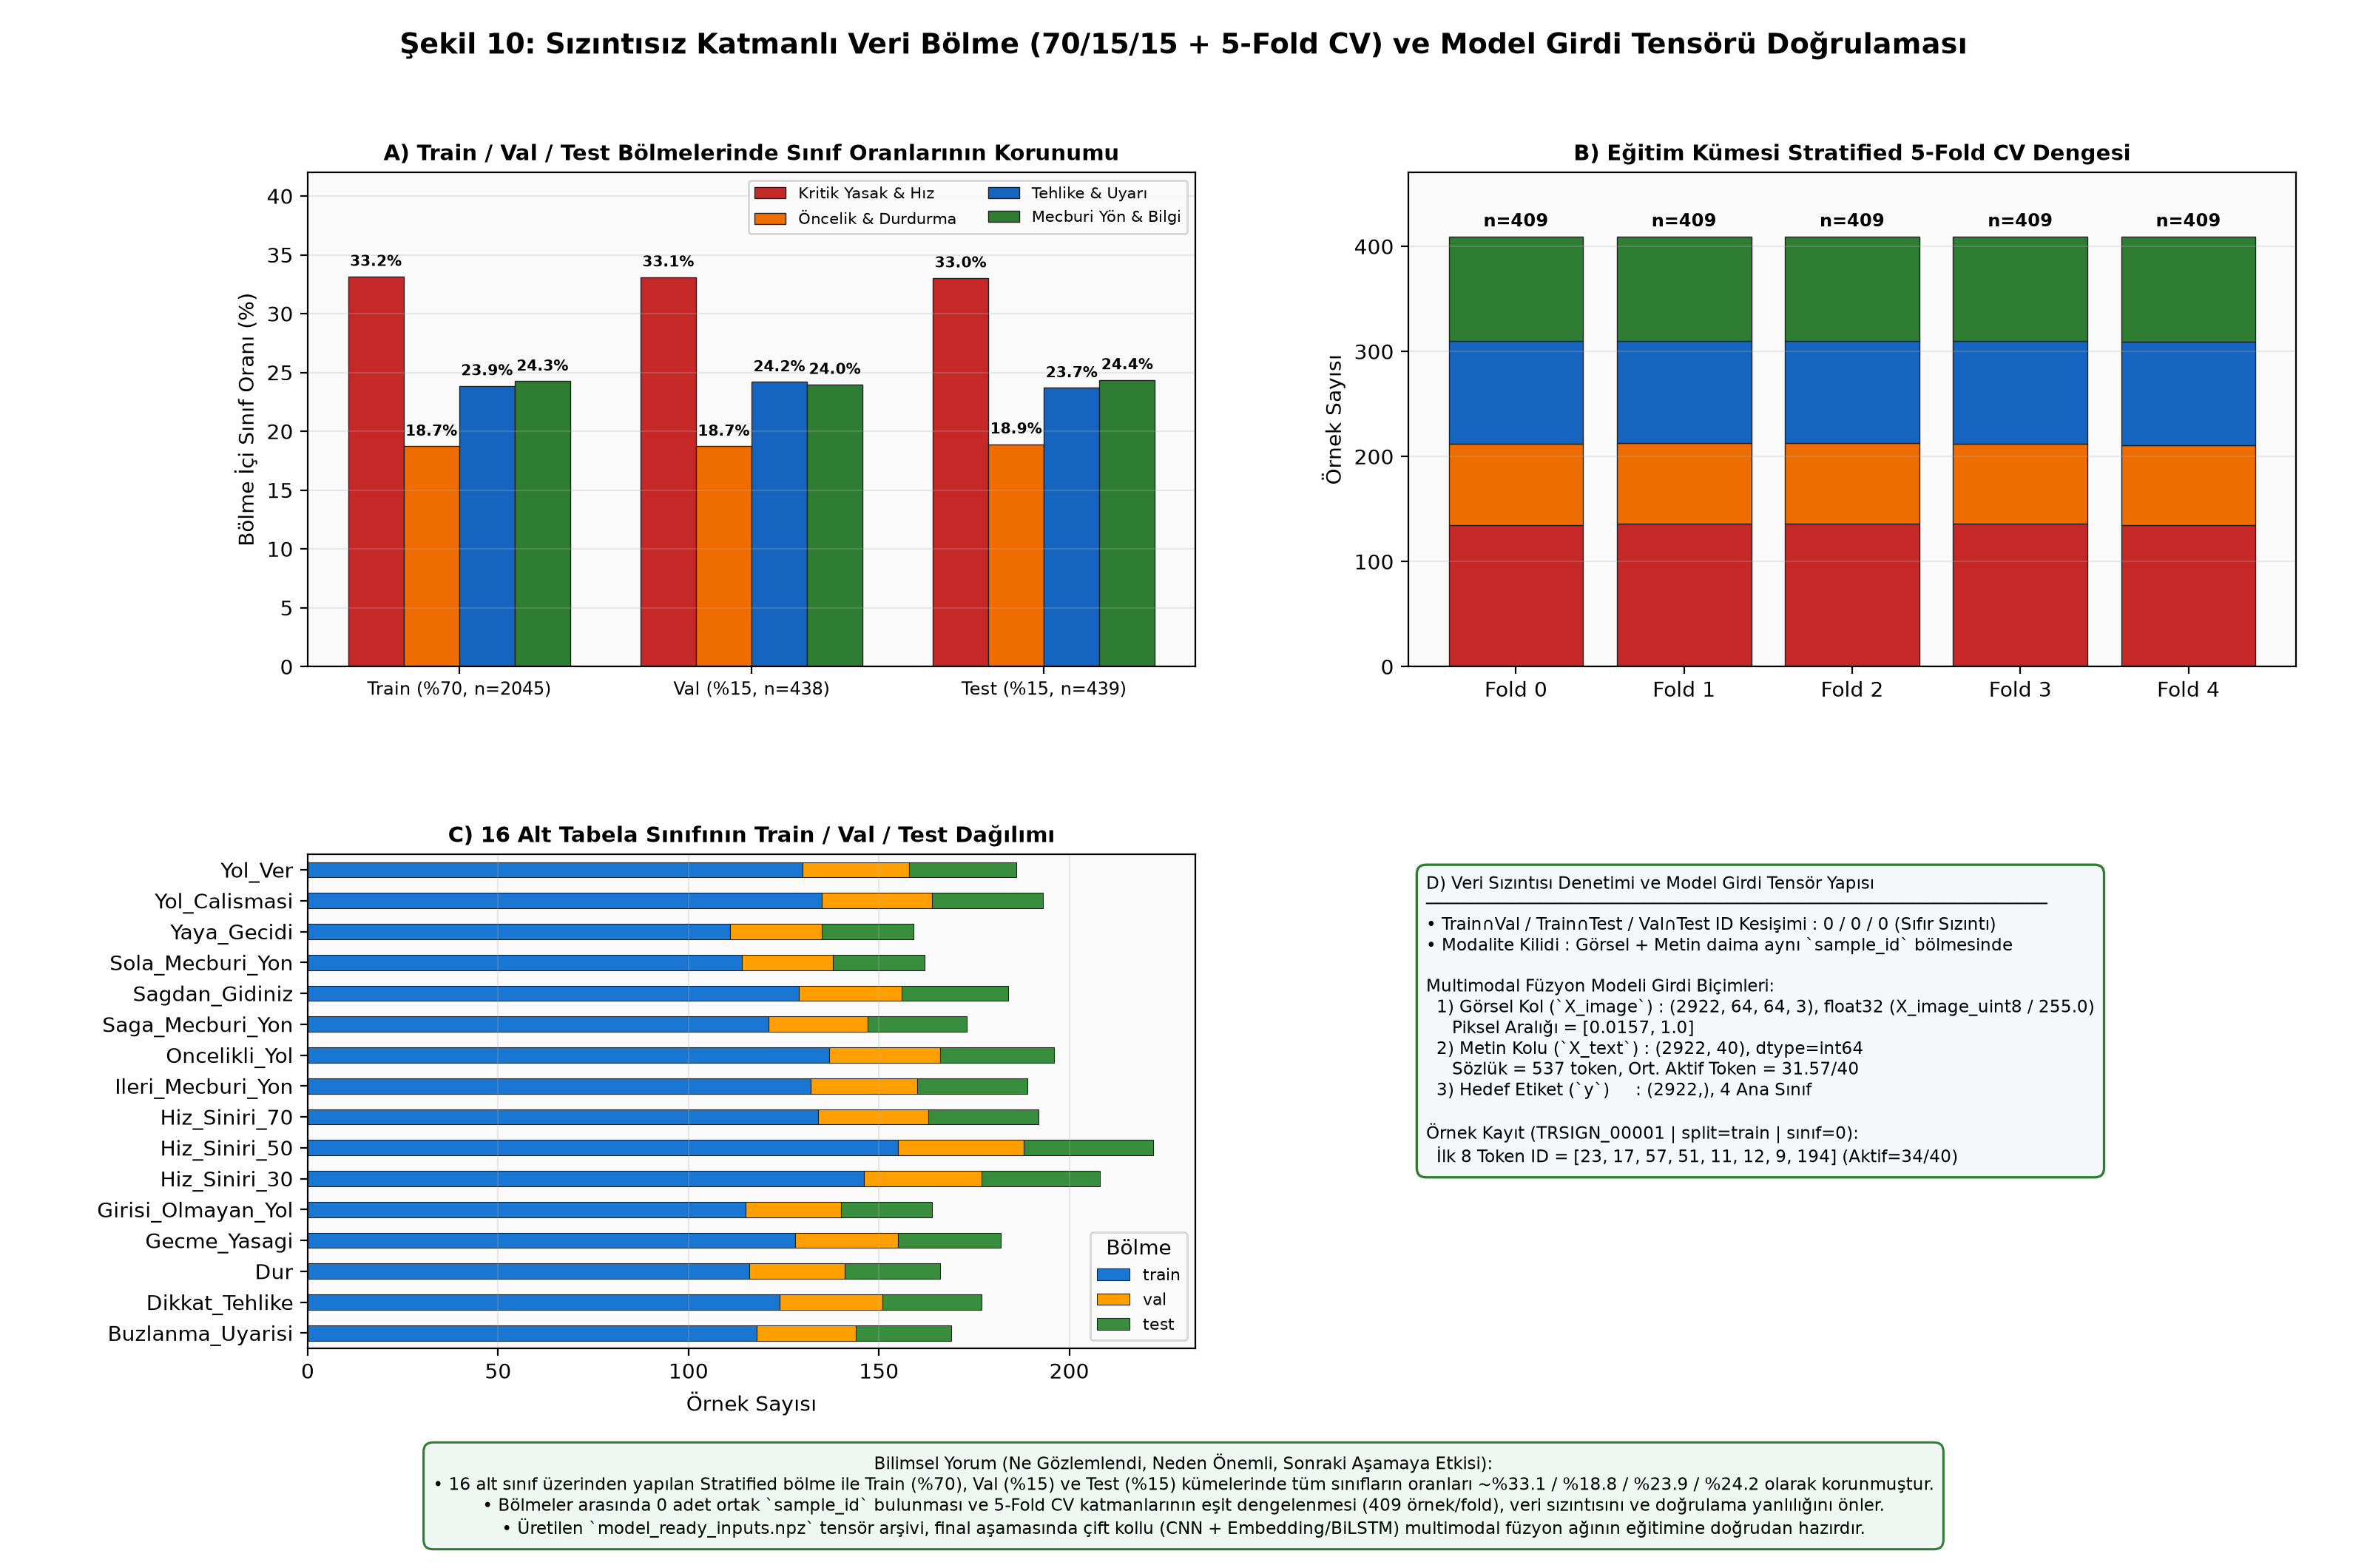 Şekil 10: Sızıntısız Katmanlı Veri Bölme (70/15/15 + 5-Fold CV) ve Model Girdi Tensörü Doğrulaması
A) Train / Val / Test Bölmelerinde Sınıf Oranlarının Korunumu
Bölme İçi Sınıf Oranı (%)
40
35
30
25
20
15
10
5
0
Kritik Yasak & Hız
Öncelik & Durdurma
Tehlike & Uyarı
Mecburi Yön & Bilgi
33.2%
18.7%
23.9%
24.3%
33.1%
18.7%
24.2%
24.0%
33.0%
18.9%
23.7%
24.4%
Train (%70, n=2045)
Val (%15, n=438)
Test (%15, n=439)
B) Eğitim Kümesi Stratified 5-Fold CV Dengesi
Örnek Sayısı
400
300
200
100
0
n=409
n=409
n=409
n=409
n=409
Fold 0
Fold 1
Fold 2
Fold 3
Fold 4
C) 16 Alt Tabela Sınıfının Train / Val / Test Dağılımı
Yol_Ver
Yol_Calismasi
Yaya_Gecidi
Sola_Mecburi_Yon
Sagdan_Gidiniz
Saga_Mecburi_Yon
Oncelikli_Yol
Ileri_Mecburi_Yon
Hiz_Siniri_70
Hiz_Siniri_50
Hiz_Siniri_30
Girisi_Olmayan_Yol
Gecme_Yasagi
Dur
Dikkat_Tehlike
Buzlanma_Uyarisi
0
50
100
150
200
Örnek Sayısı
Bölme
train
val
test
D) Veri Sızıntısı Denetimi ve Model Girdi Tensör Yapısı
• Train∩Val / Train∩Test / Val∩Test ID Kesişimi : 0 / 0 / 0 (Sıfır Sızıntı)
• Modalite Kilidi : Görsel + Metin daima aynı `sample_id` bölmesinde
Multimodal Füzyon Modeli Girdi Biçimleri:
1) Görsel Kol (`X_image`) : (2922, 64, 64, 3), float32 (X_image_uint8 / 255.0)
Piksel Aralığı = [0.0157, 1.0]
2) Metin Kolu (`X_text`) : (2922, 40), dtype=int64
Sözlük = 537 token, Ort. Aktif Token = 31.57/40
3) Hedef Etiket (`y`) : (2922,), 4 Ana Sınıf
Örnek Kayıt (TRSIGN_00001 | split=train | sınıf=0):
İlk 8 Token ID = [23, 17, 57, 51, 11, 12, 9, 194] (Aktif=34/40)
Bilimsel Yorum (Ne Gözlemlendi, Neden Önemli, Sonraki Aşamaya Etkisi):
• 16 alt sınıf üzerinden yapılan Stratified bölme ile Train (%70), Val (%15) ve Test (%15) kümelerinde tüm sınıfların oranları ~%33.1 / %18.8 / %23.9 / %24.2 olarak korunmuştur.
• Bölmeler arasında 0 adet ortak `sample_id` bulunması ve 5-Fold CV katmanlarının eşit dengelenmesi (409 örnek/fold), veri sızıntısını ve doğrulama yanlılığını önler.
• Üretilen `model_ready_inputs.npz` tensör arşivi, final aşamasında çift kollu (CNN + Embedding/BiLSTM) multimodal füzyon ağının eğitimine doğrudan hazırdır.